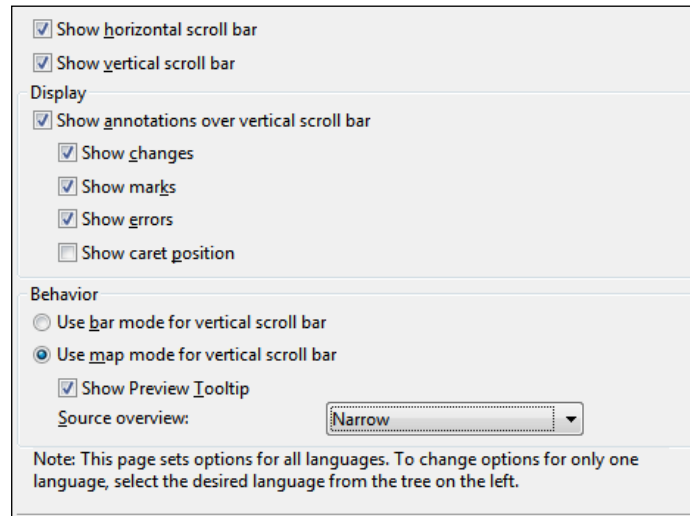 Show horizontal scroll bar
Show vertical scroll bar
Display
Show annotations over vertical scroll bar
Show changes
Show marks
Show errors
Show caret position
Behavior
Use bar mode for vertical scroll bar
Use map mode for vertical scroll bar
Show Preview Tooltip
Source overview: Narrow
Note: This page sets options for all languages. To change options for only one
language, select the desired language from the tree on the left.